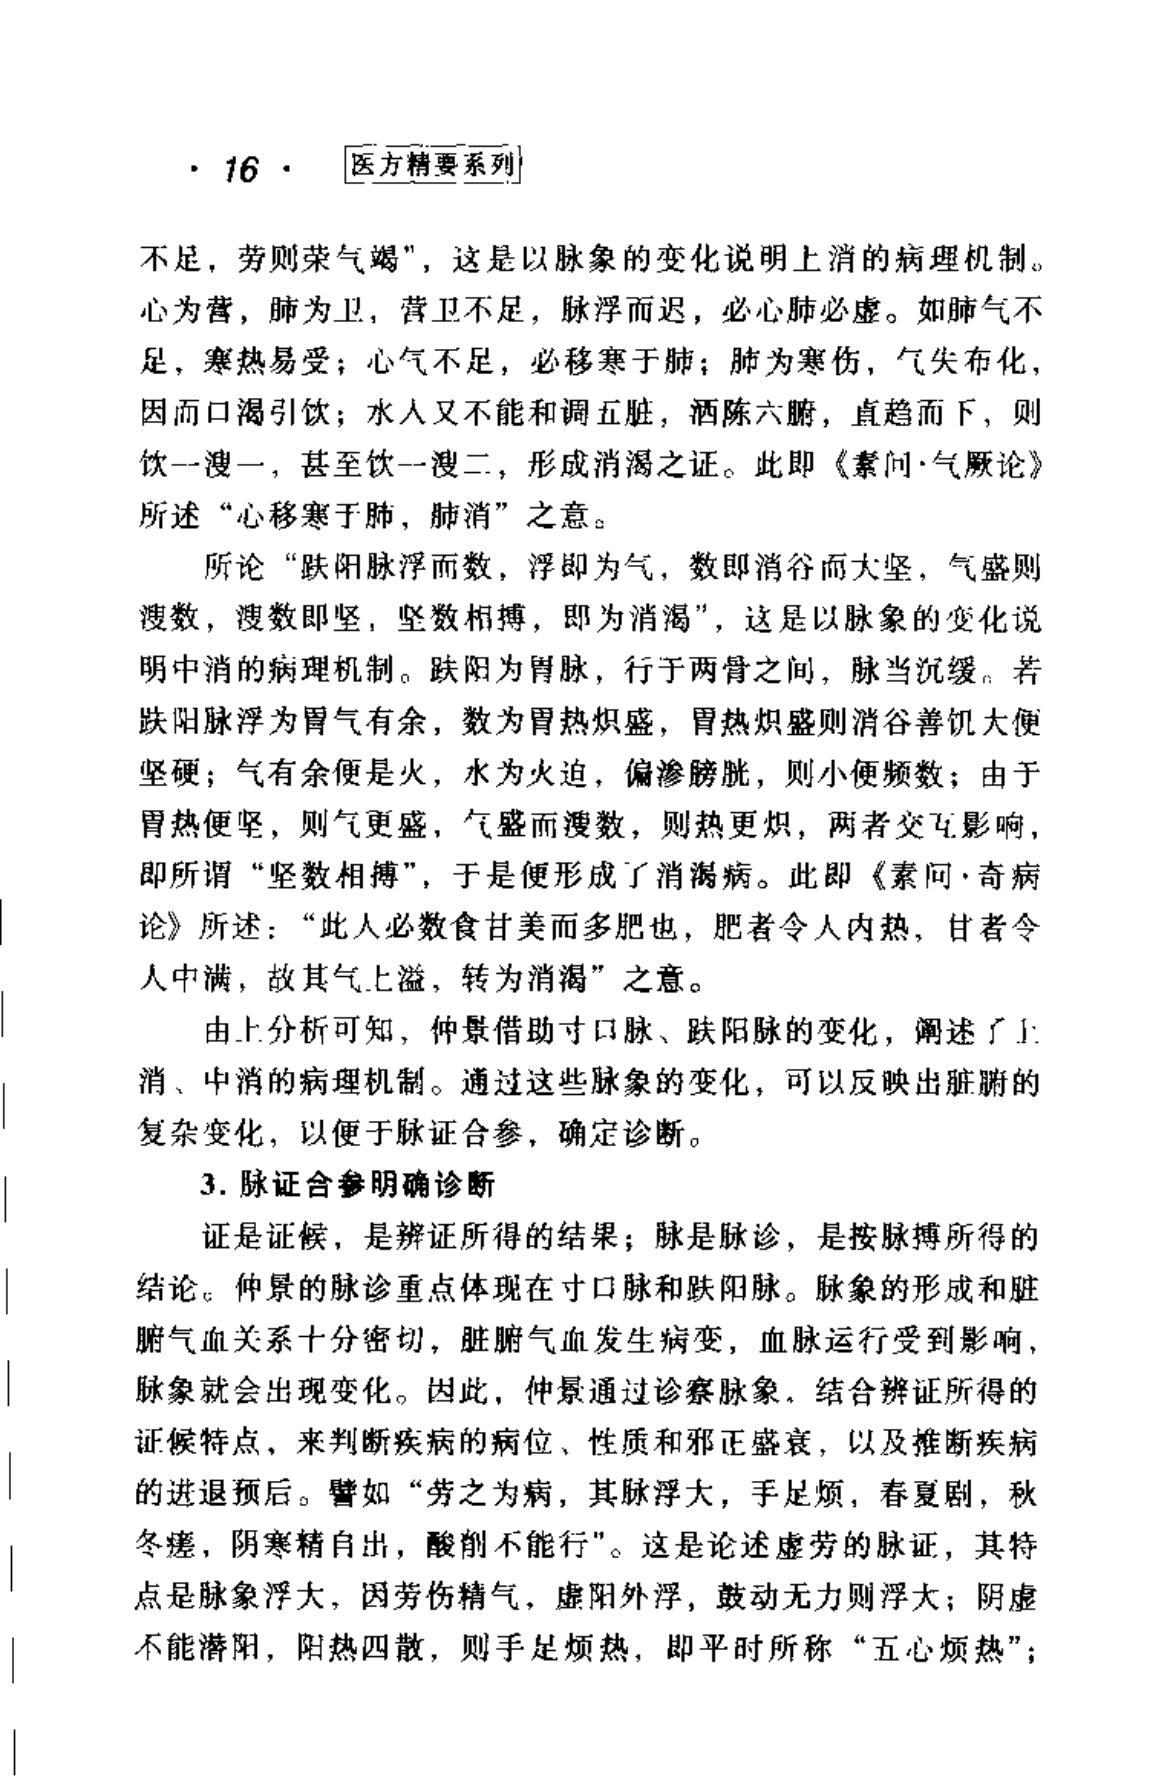 · 16 · 医方精要系列
不足，劳则荣气竭”，这是以脉象的变化说明上消的病理机制。
心为营，肺为卫，营卫不足，脉浮而迟，必心肺必虚。如肺气不
足，寒热易受；心气不足，必移寒于肺；肺为寒伤，气失布化，
因而口渴引饮；水人又不能和调五脏，洒陈六腑，直趋而下，则
饮一溲一，甚至饮一溲二，形成消渴之证。此即《素问·气厥论》
所述“心移寒于肺，肺消”之意。
所论“趺阳脉浮而数，浮即为气，数即消谷而大坚，气盛则
溲数，溲数即坚，坚数相搏，即为消渴”，这是以脉象的变化说
明中消的病理机制。趺阳为胃脉，行于两骨之间，脉当沉缓。若
趺阳脉浮为胃气有余，数为胃热炽盛，胃热炽盛则消谷善饥大便
坚硬；气有余便是火，水为火迫，偏渗膀胱，则小便频数；由于
胃热便坚，则气更盛，气盛而溲数，则热更炽，两者交互影响，
即所谓“坚数相搏”，于是便形成了消渴病。此即《素问·奇病
论》所述：“此人必数食甘美而多肥也，肥者令人内热，甘者令
人中满，故其气上溢，转为消渴”之意。
由上分析可知，仲景借助寸口脉、趺阳脉的变化，阐述了上
消、中消的病理机制。通过这些脉象的变化，可以反映出脏腑的
复杂变化，以便于脉证合参，确定诊断。
3. 脉证合参明确诊断
证是证候，是辨证所得的结果；脉是脉诊，是按脉搏所得的
结论。仲景的脉诊重点体现在寸口脉和趺阳脉。脉象的形成和脏
腑气血关系十分密切，脏腑气血发生病变，血脉运行受到影响，
脉象就会出现变化。因此，仲景通过诊察脉象，结合辨证所得的
证候特点，来判断疾病的病位、性质和邪正盛衰，以及推断疾病
的进退预后。譬如“劳之为病，其脉浮大，手足烦，春夏剧，秋
冬瘥，阴寒精自出，酸削不能行”。这是论述虚劳的脉证，其特
点是脉象浮大，因劳伤精气，虚阳外浮，鼓动无力则浮大；阴虚
不能潜阳，阳热四散，则手足烦热，即平时所称“五心烦热”；